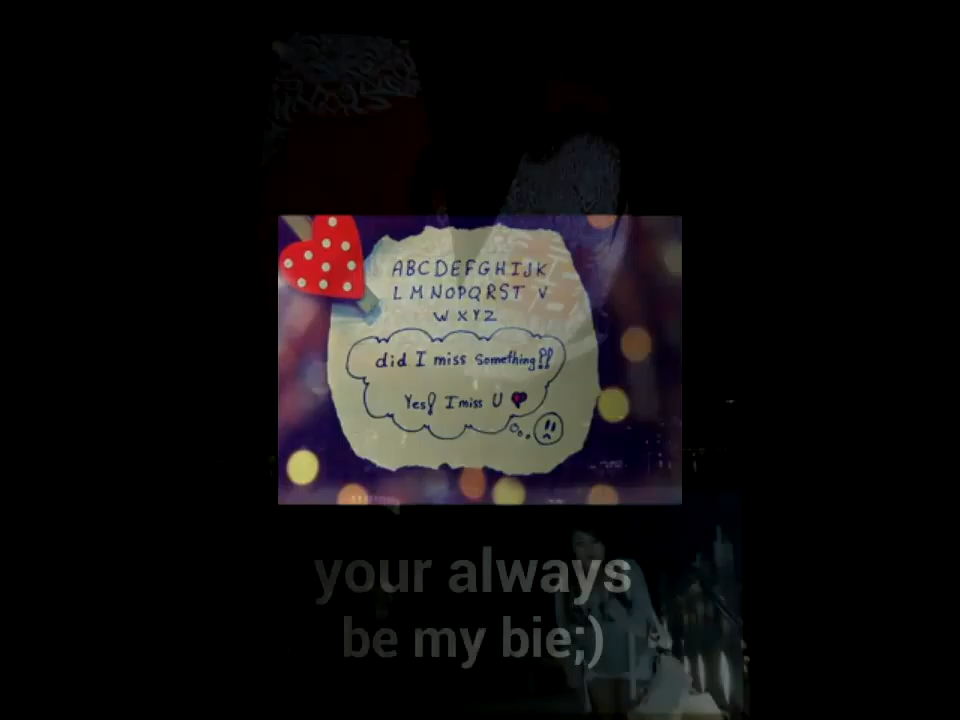 ABCDEFGHIJK
LMNOPQRST V
WXYZ
did I miss something!!
Yes! I miss U
your always
be my bie;)